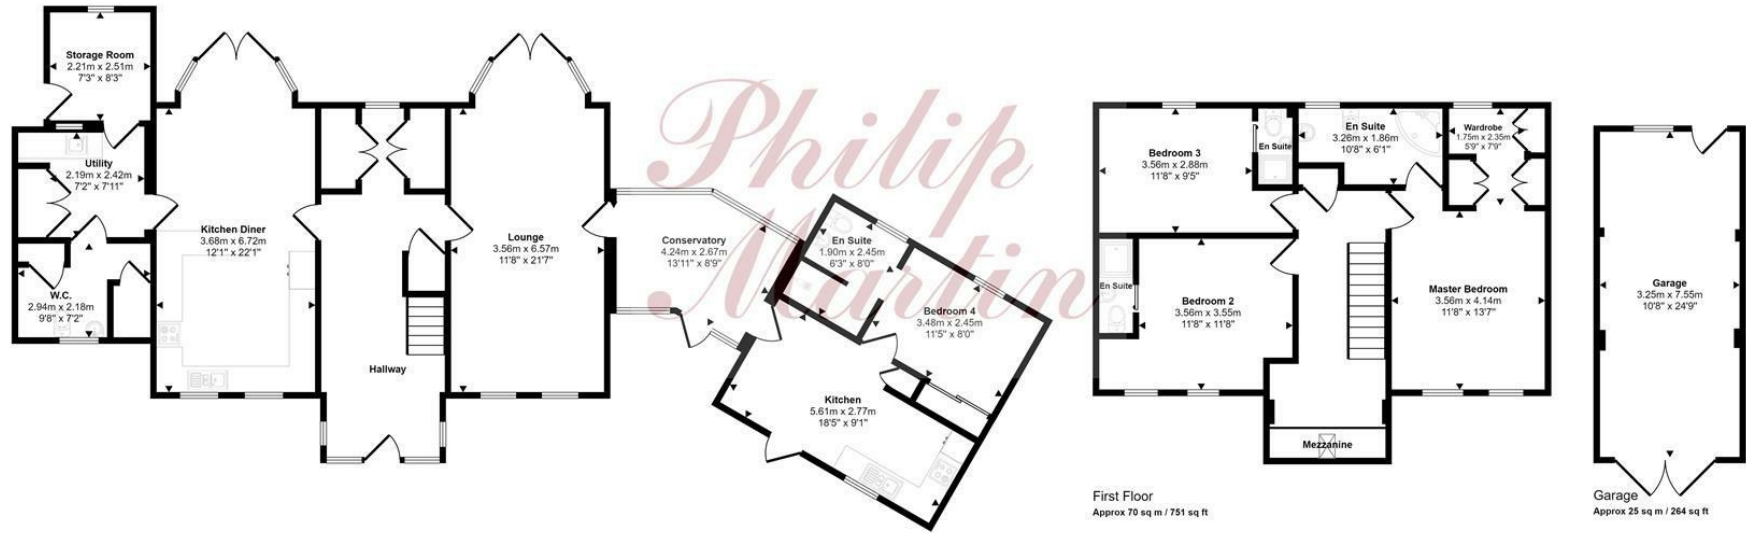 Storage Room
2.21m x 2.51m
7'3" x 8'3"
Utility
2.19m x 2.42m
7'2" x 7'11"
W.C.
2.94m x 2.18m
9'8" x 7'2"
Kitchen Diner
3.68m x 6.72m
12'1" x 22'1"
Hallway
Lounge
3.56m x 6.57m
11'8" x 21'7"
Philip
Martin
Conservatory
4.24m x 2.67m
13'11" x 8'9"
En Suite
1.90m x 2.45m
6'3" x 8'0"
Bedroom 4
3.48m x 2.45m
11'5" x 8'0"
Kitchen
5.61m x 2.77m
18'5" x 9'1"
Bedroom 3
3.56m x 2.88m
11'8" x 9'5"
En Suite
En Suite
3.26m x 1.86m
10'8" x 6'1"
Wardrobe
1.75m x 2.35m
5'9" x 7'9"
En Suite
Bedroom 2
3.56m x 3.55m
11'8" x 11'8"
Master Bedroom
3.56m x 4.14m
11'8" x 13'7"
Mezzanine
First Floor
Approx 70 sq m / 751 sq ft
Garage
3.25m x 7.55m
10'8" x 24'9"
Garage
Approx 25 sq m / 264 sq ft